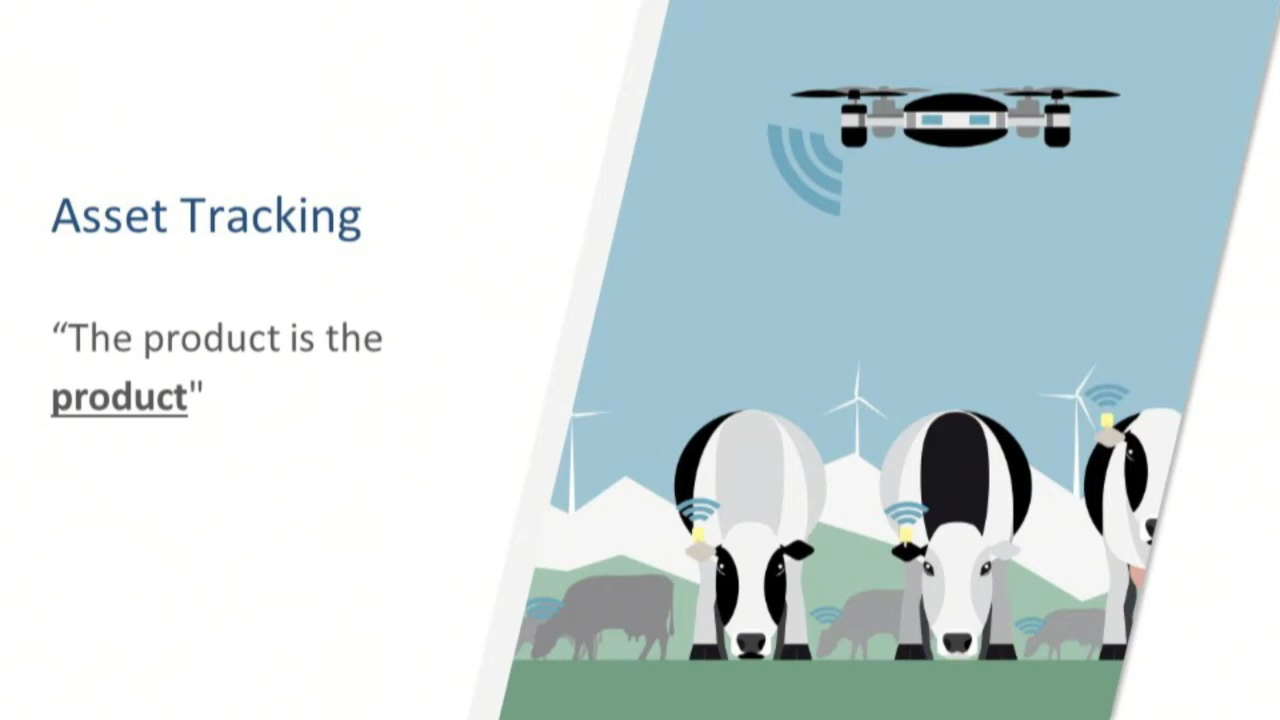 Asset Tracking
“The product is the
product"